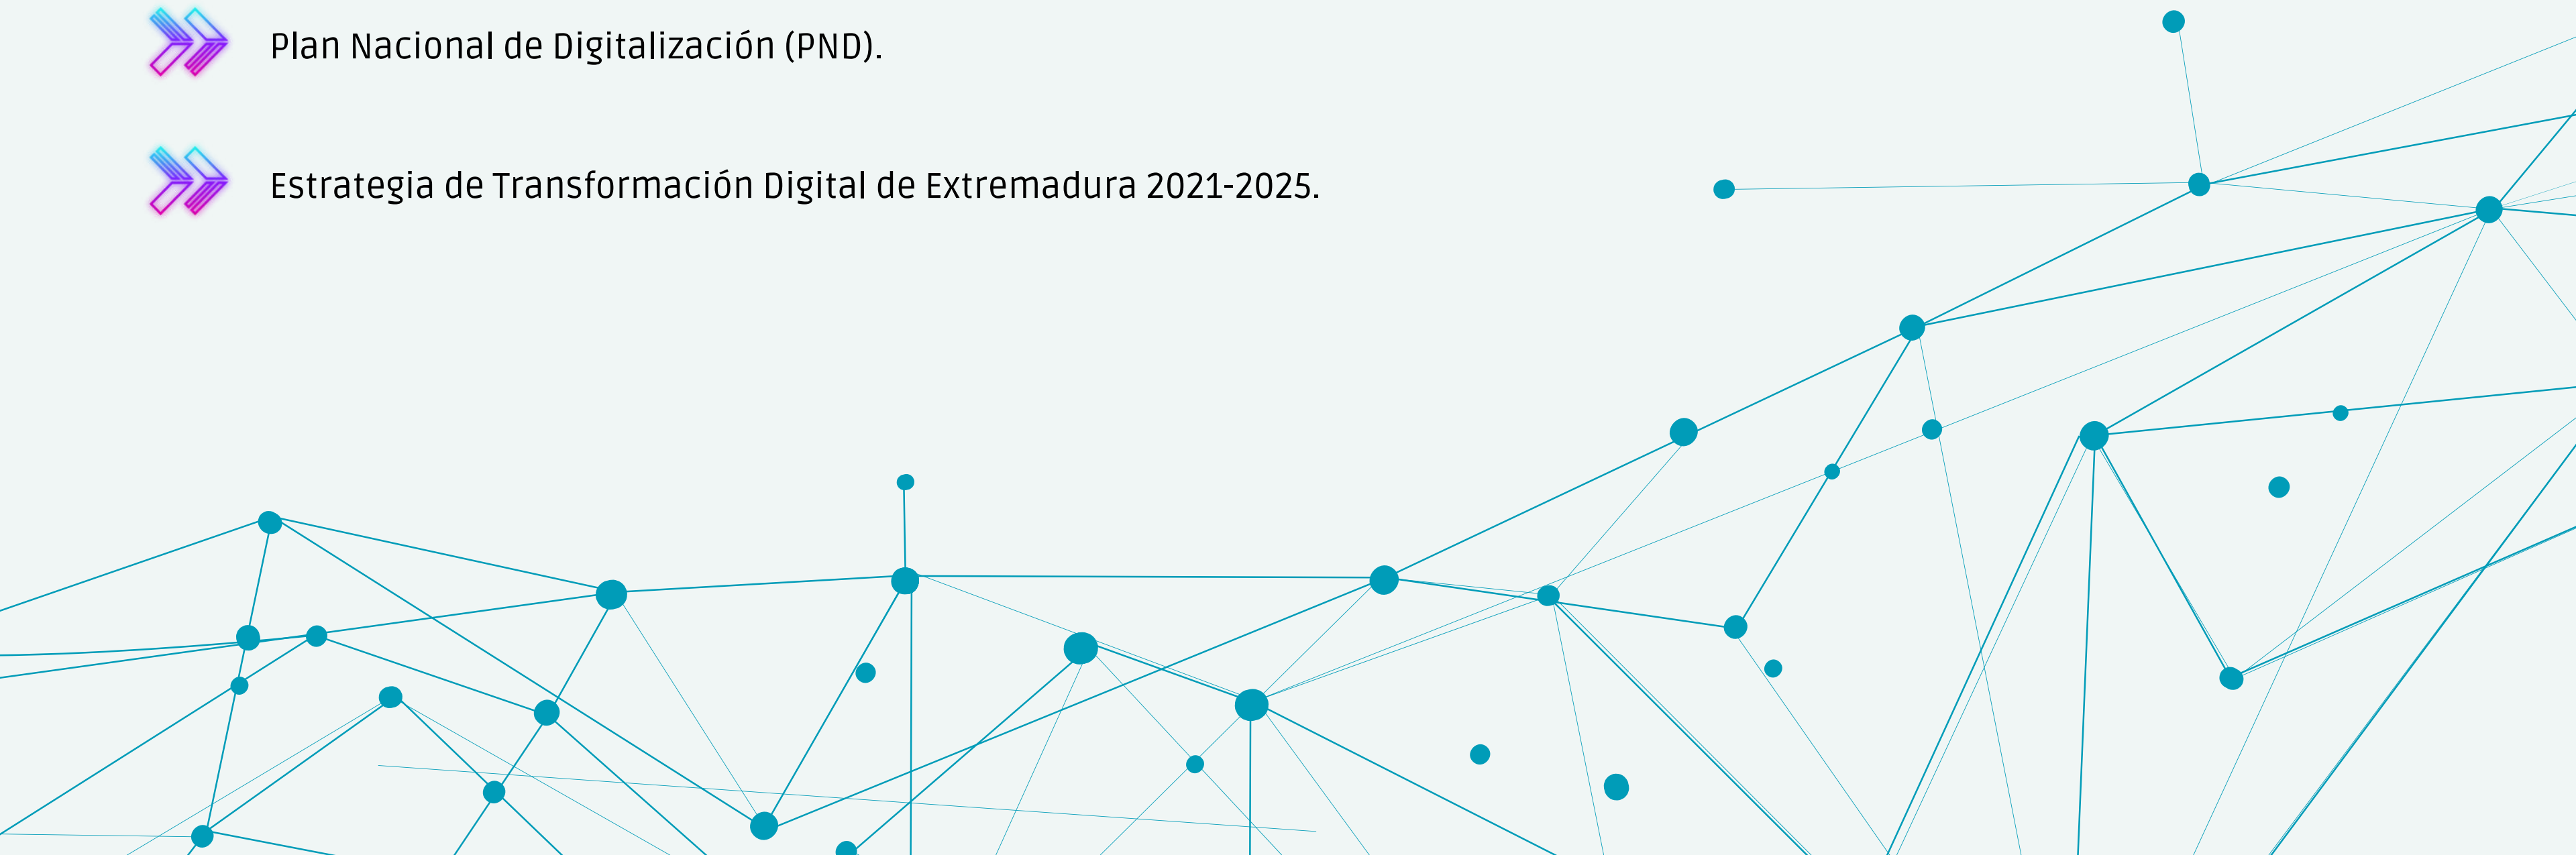 Plan Nacional de Digitalización (PND).
Estrategia de Transformación Digital de Extremadura 2021-2025.